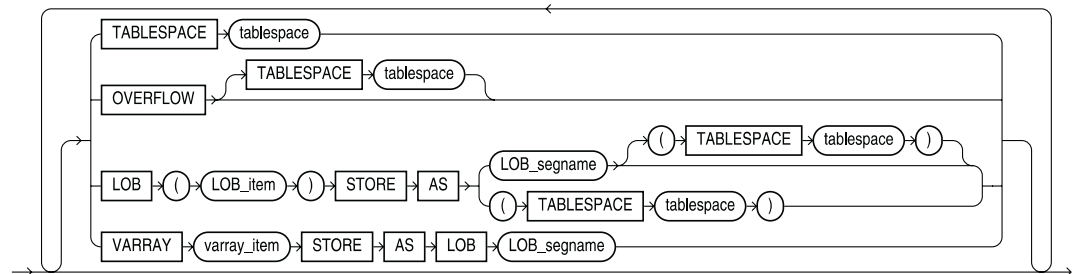 TABLESPACE tablespace
TABLESPACE tablespace
OVERFLOW
( TABLESPACE tablespace )
LOB_segname
LOB ( LOB_item ) STORE AS
( TABLESPACE tablespace )
VARRAY varray_item STORE AS LOB LOB_segname